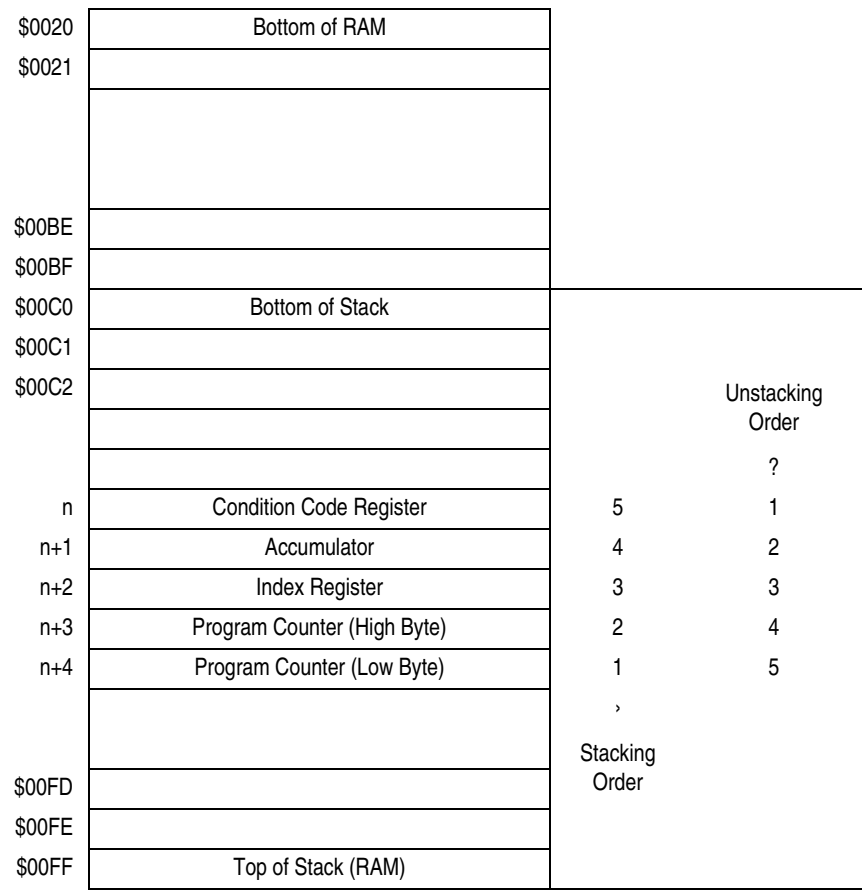 $0020 Bottom of RAM
$0021
$00BE
$00BF
$00C0 Bottom of Stack
$00C1
$00C2
Unstacking
Order
?
n Condition Code Register 5 1
n+1 Accumulator 4 2
n+2 Index Register 3 3
n+3 Program Counter (High Byte) 2 4
n+4 Program Counter (Low Byte) 1 5
›
Stacking
Order
$00FD
$00FE
$00FF Top of Stack (RAM)